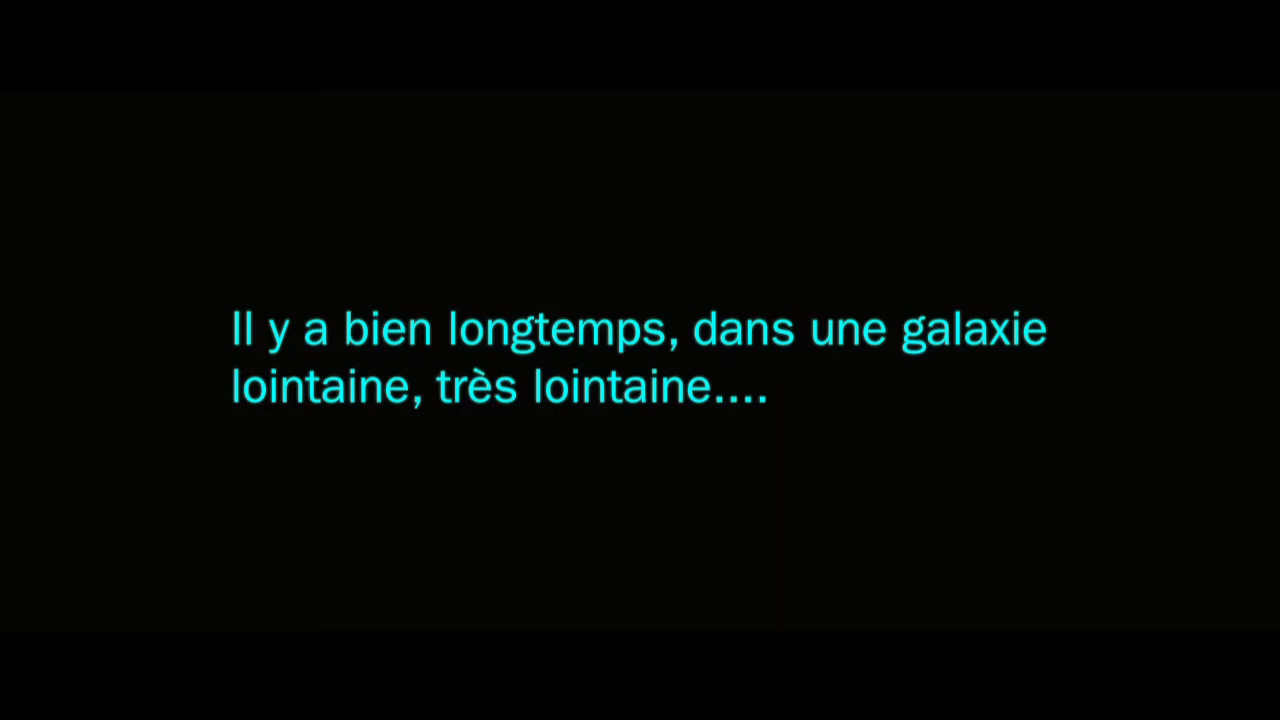 Il y a bien longtemps, dans une galaxie
lointaine, très lointaine....